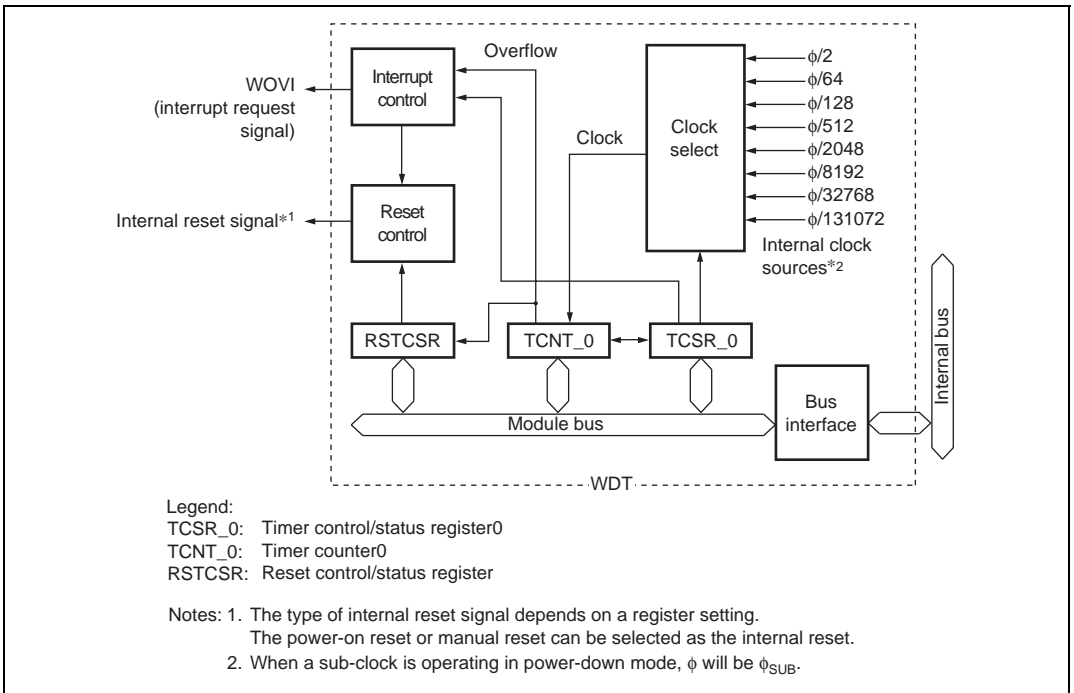 Overflow
WOVI
(interrupt request
signal)
Interrupt
control
Internal reset signal*1
Reset
control
Clock
Clock
select
ϕ/2
ϕ/64
ϕ/128
ϕ/512
ϕ/2048
ϕ/8192
ϕ/32768
ϕ/131072
Internal clock
sources*2
RSTCSR
TCNT_0
TCSR_0
Module bus
Bus
interface
Internal bus
WDT
Legend:
TCSR_0: Timer control/status register0
TCNT_0: Timer counter0
RSTCSR: Reset control/status register
Notes: 1. The type of internal reset signal depends on a register setting.
The power-on reset or manual reset can be selected as the internal reset.
2. When a sub-clock is operating in power-down mode, ϕ will be ϕSUB.